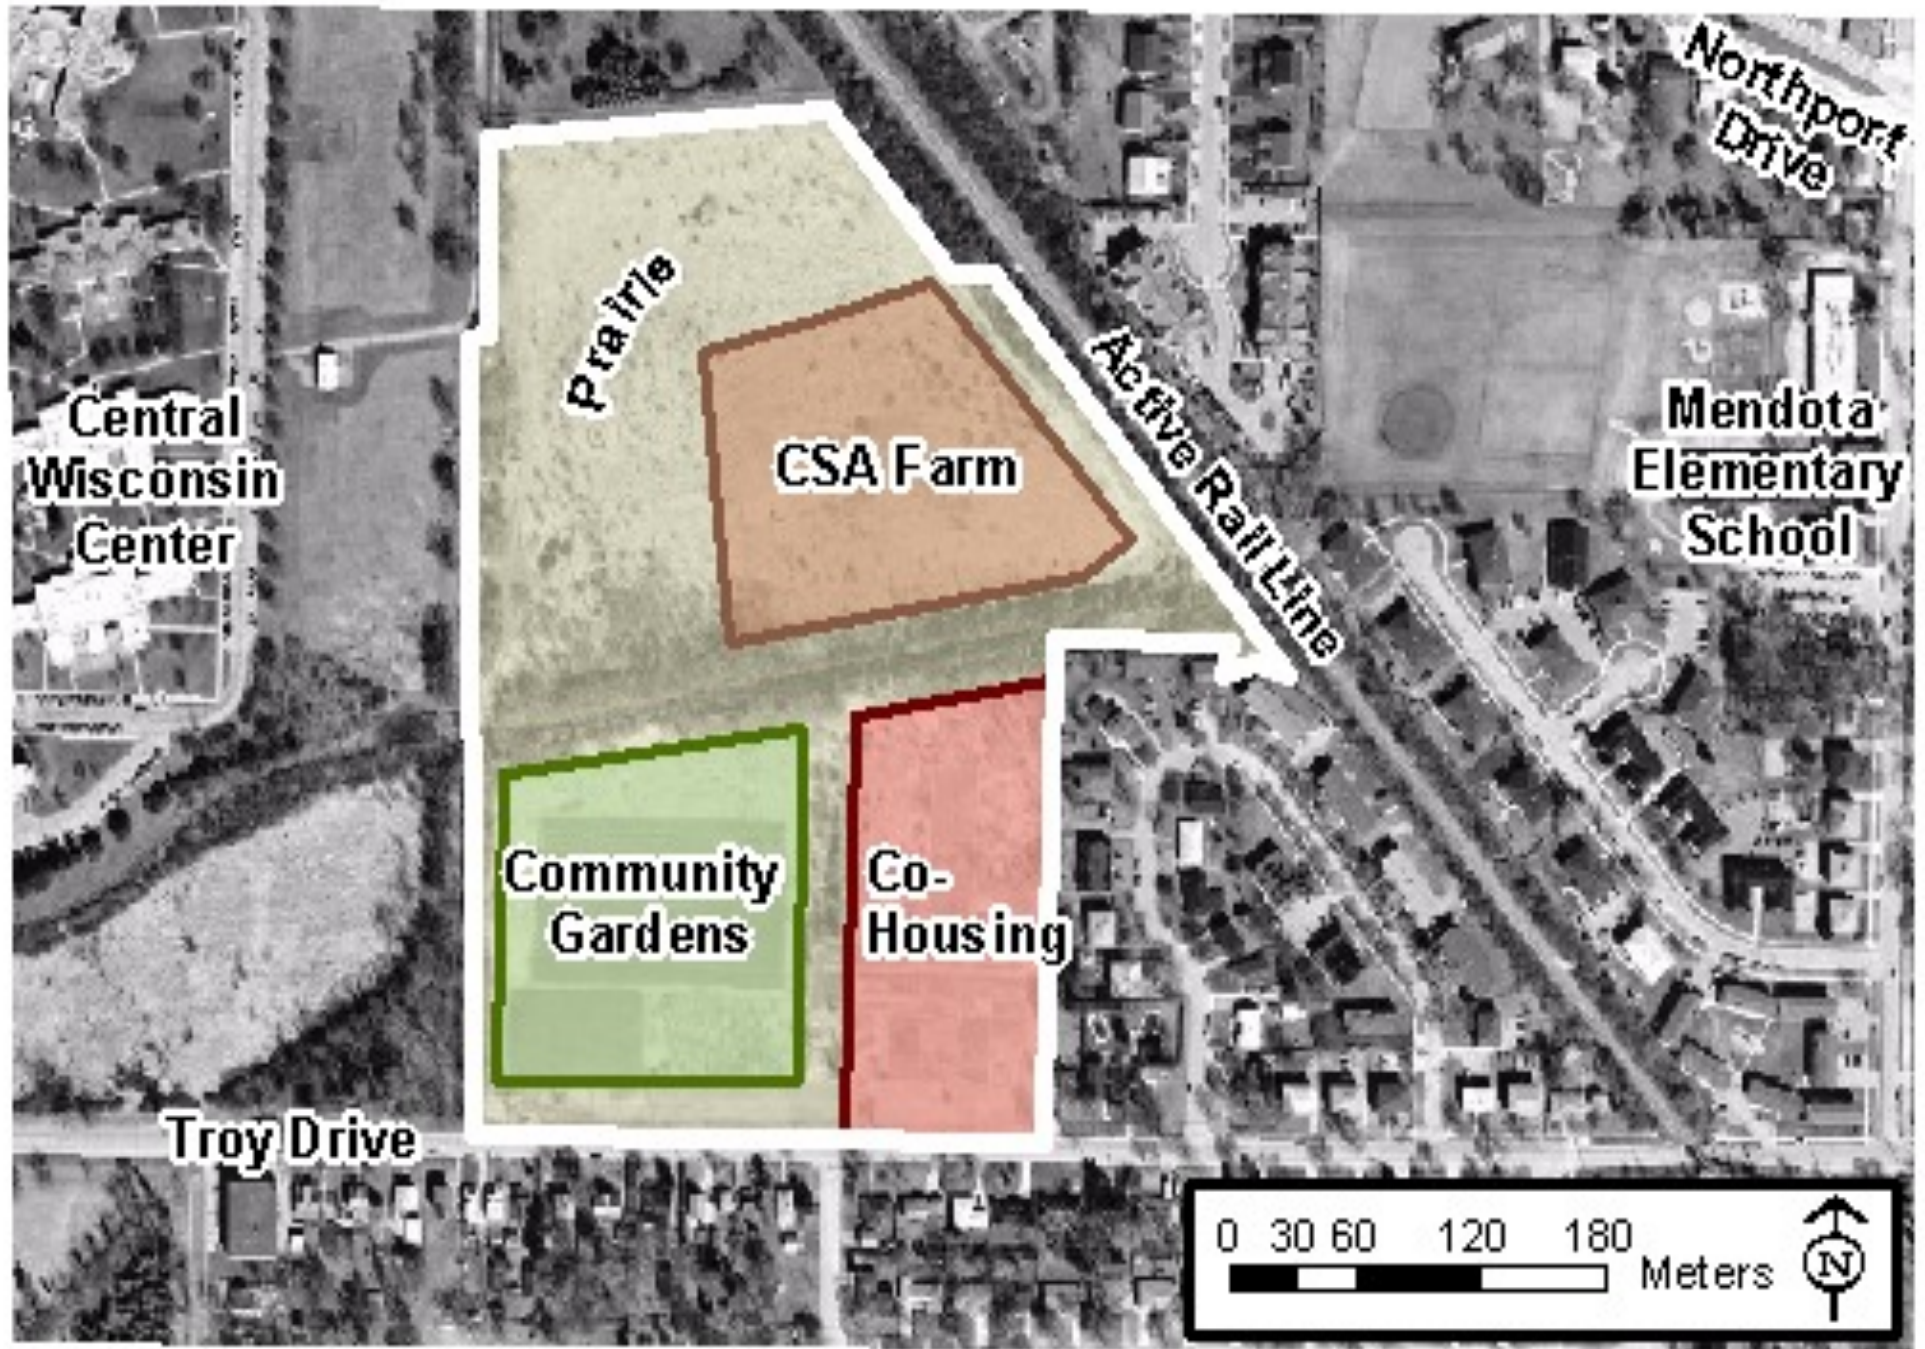 Northport
Drive
Prairie
Active Rail Line
CSA Farm
Central
Wisconsin
Center
Mendota
Elementary
School
Community
Gardens
Co-
Housing
Troy Drive
0 30 60 120 180
Meters
N